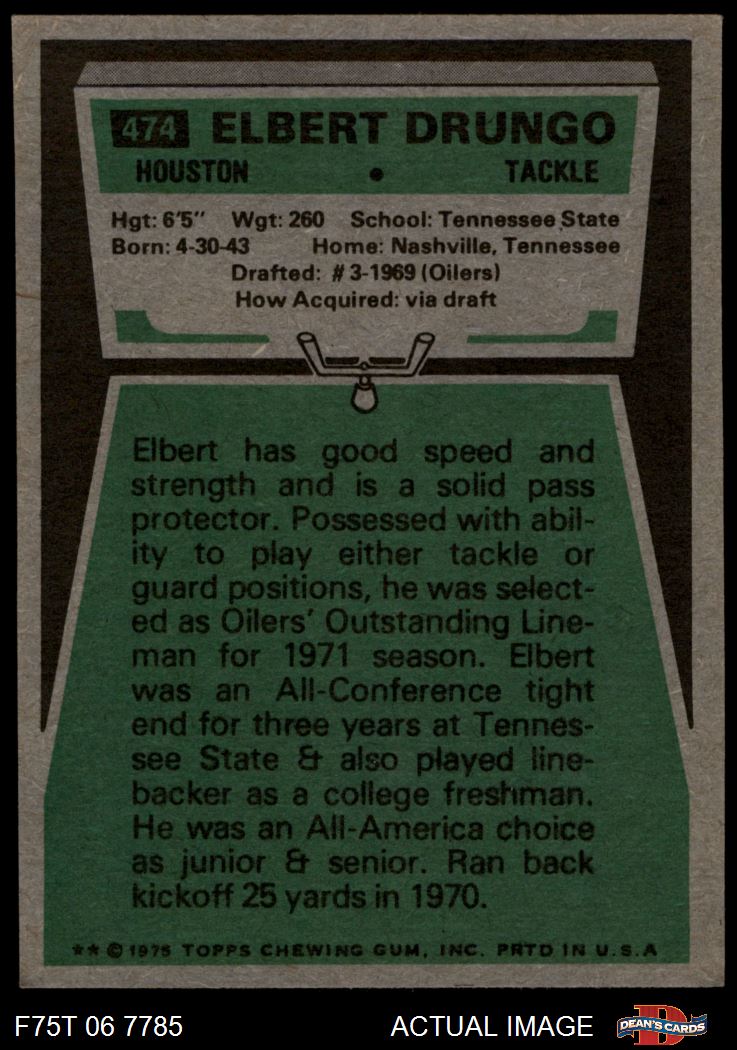 474 ELBERT DRUNGO
HOUSTON • TACKLE
Hgt: 6'5" Wgt: 260 School: Tennessee State
Born: 4-30-43 Home: Nashville, Tennessee
Drafted: #3-1969 (Oilers)
How Acquired: via draft
Elbert has good speed and
strength and is a solid pass
protector. Possessed with abil-
ity to play either tackle or
guard positions, he was select-
ed as Oilers' Outstanding Line-
man for 1971 season. Elbert
was an All-Conference tight
end for three years at Tennes-
see State & also played line-
backer as a college freshman.
He was an All-America choice
as junior & senior. Ran back
kickoff 25 yards in 1970.
★★ © 1975 TOPPS CHEWING GUM, INC. PRTD IN U.S.A
F75T 06 7785 ACTUAL IMAGE D DEAN'S CARDS